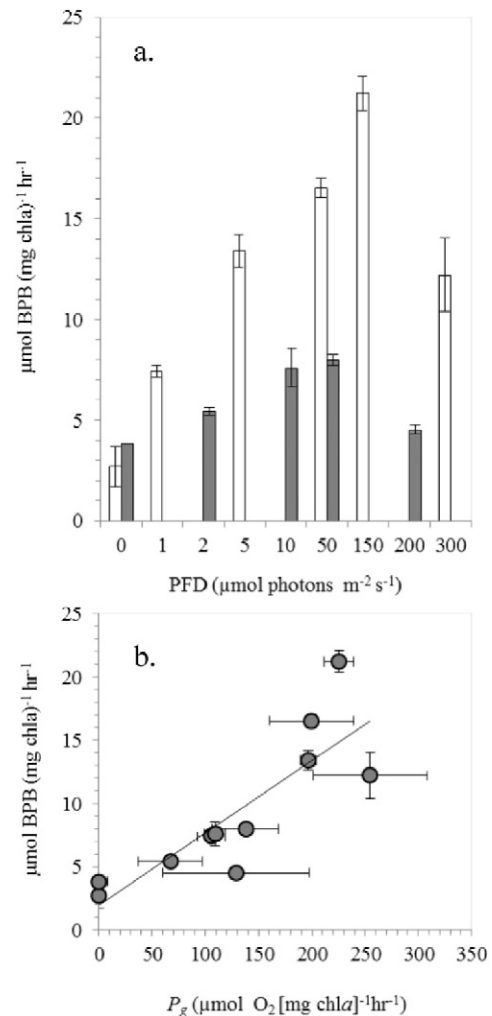 a.
25
20
15
10
5
0
µmol BPB (mg chla)⁻¹ hr⁻¹
0 1 2 5 10 50 150 200 300
PFD (µmol photons m⁻² s⁻¹)
b.
25
20
15
10
5
0
µmol BPB (mg chla)⁻¹hr⁻¹
0 50 100 150 200 250 300 350
Pg (µmol O₂ [mg chla]⁻¹hr⁻¹)